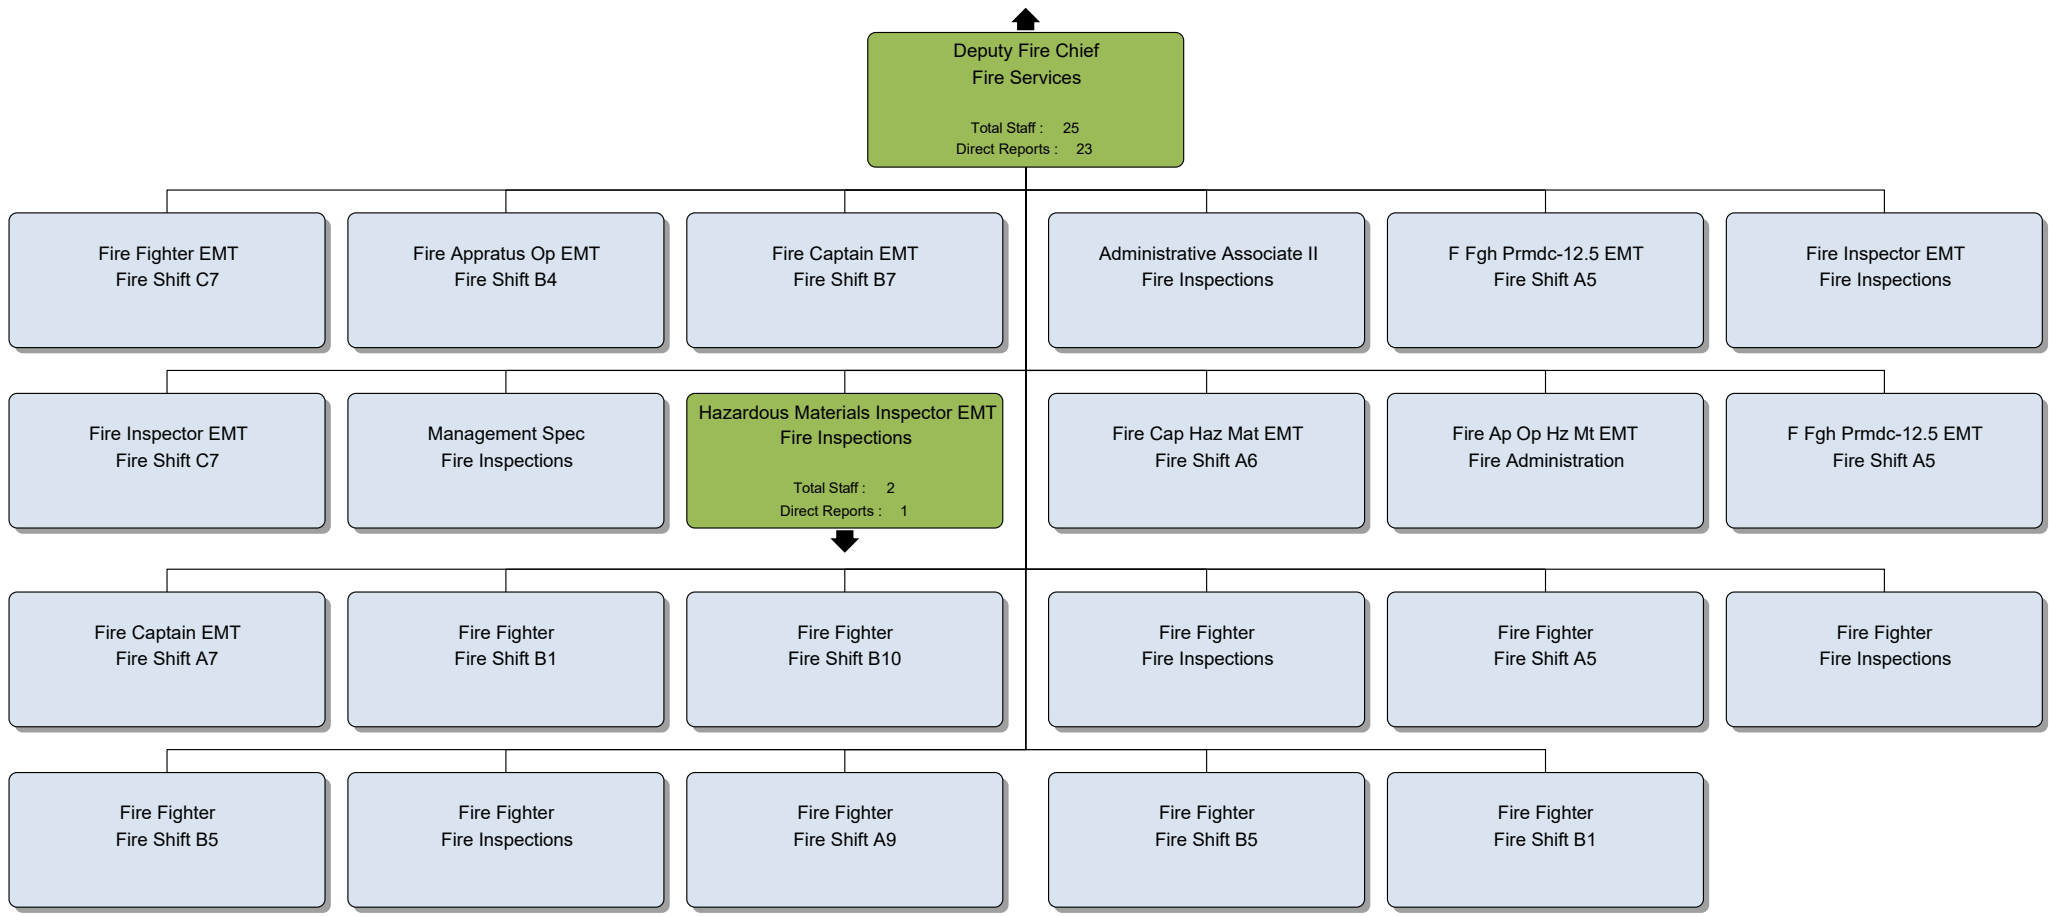 Deputy Fire Chief
Fire Services
Total Staff : 25
Direct Reports : 23
Fire Fighter EMT
Fire Shift C7
Fire Appratus Op EMT
Fire Shift B4
Fire Captain EMT
Fire Shift B7
Administrative Associate II
Fire Inspections
F Fgh Prmdc-12.5 EMT
Fire Shift A5
Fire Inspector EMT
Fire Inspections
Fire Inspector EMT
Fire Shift C7
Management Spec
Fire Inspections
Hazardous Materials Inspector EMT
Fire Inspections
Total Staff : 2
Direct Reports : 1
Fire Cap Haz Mat EMT
Fire Shift A6
Fire Ap Op Hz Mt EMT
Fire Administration
F Fgh Prmdc-12.5 EMT
Fire Shift A5
Fire Captain EMT
Fire Shift A7
Fire Fighter
Fire Shift B1
Fire Fighter
Fire Shift B10
Fire Fighter
Fire Inspections
Fire Fighter
Fire Shift A5
Fire Fighter
Fire Inspections
Fire Fighter
Fire Shift B5
Fire Fighter
Fire Inspections
Fire Fighter
Fire Shift A9
Fire Fighter
Fire Shift B5
Fire Fighter
Fire Shift B1